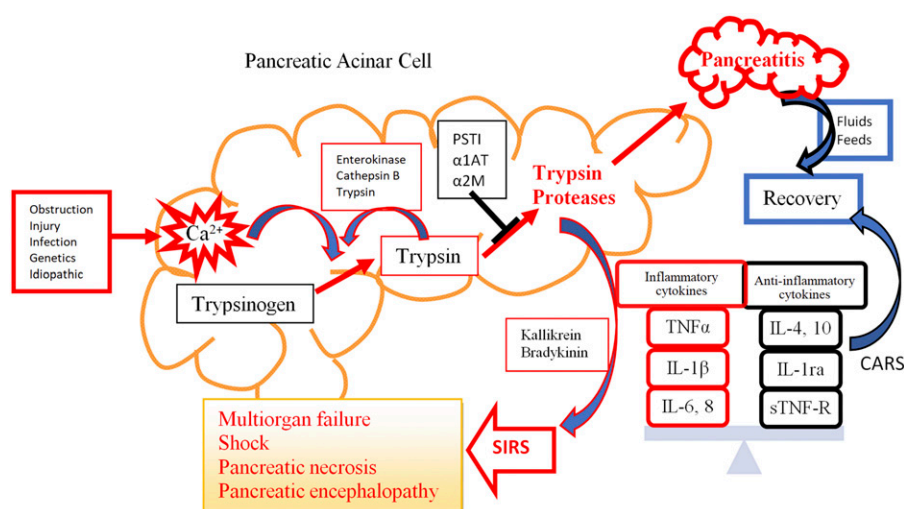 Pancreatic Acinar Cell
Pancreatitis
Fluids
Feeds
Recovery
PSTI
α1AT
α2M
Enterokinase
Cathepsin B
Trypsin
Trypsin
Proteases
Obstruction
Injury
Infection
Genetics
Idiopathic
Ca²⁺
Trypsin
Trypsinogen
Inflammatory
cytokines
Anti-inflammatory
cytokines
TNFα
IL-4, 10
IL-1β
IL-1ra
IL-6, 8
sTNF-R
CARS
Kallikrein
Bradykinin
SIRS
Multiorgan failure
Shock
Pancreatic necrosis
Pancreatic encephalopathy